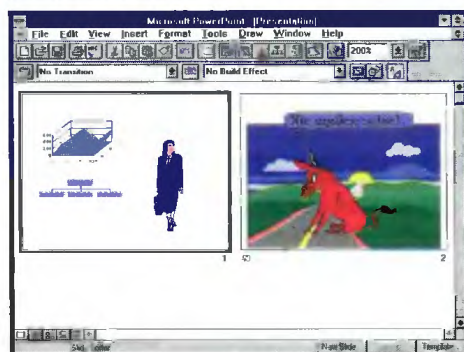 Microsoft PowerPoint - [Presentation]
File Edit View Insert Format Tools Draw Window Help
200%
No Transition
No Build Effect
1
2
New Slide
Template